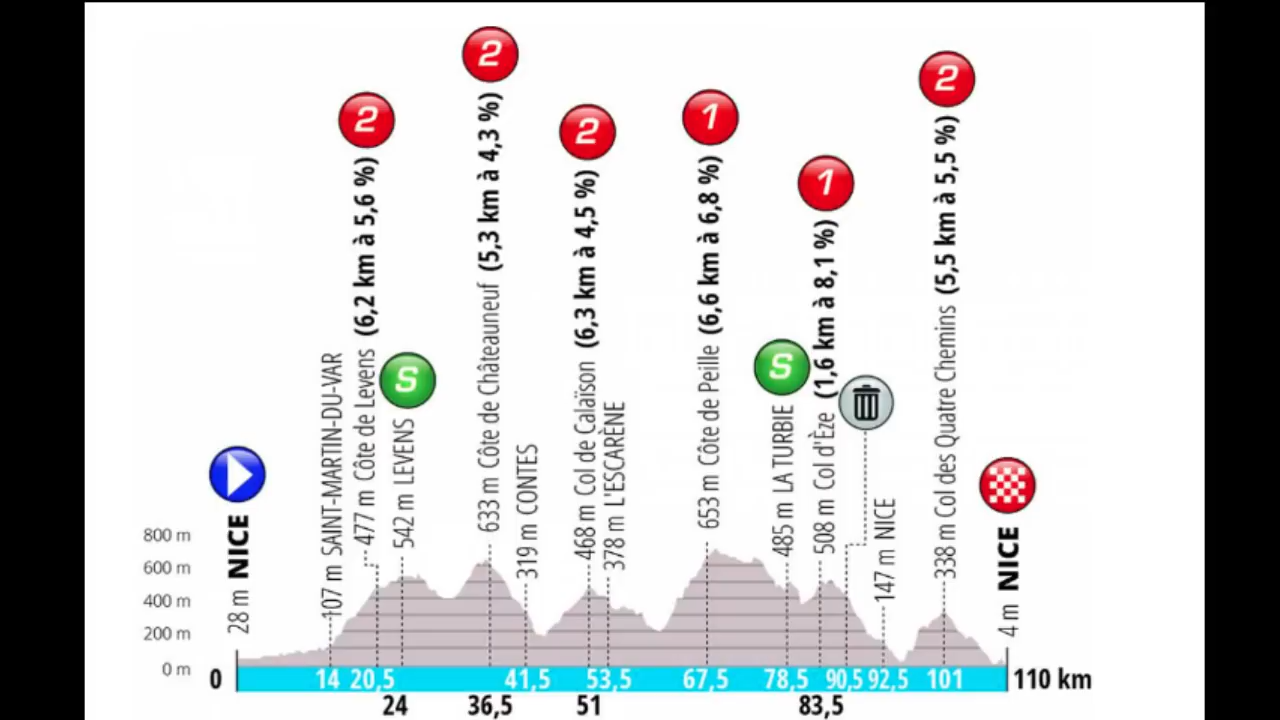 28 m NICE
107 m SAINT-MARTIN-DU-VAR
477 m Côte de Levens (6,2 km à 5,6 %)
2
542 m LEVENS
S
633 m Côte de Châteauneuf (5,3 km à 4,3 %)
2
319 m CONTES
468 m Col de Calaïson (6,3 km à 4,5 %)
2
378 m L'ESCARÈNE
653 m Côte de Peille (6,6 km à 6,8 %)
1
485 m LA TURBIE
S
508 m Col d'Èze (1,6 km à 8,1 %)
1
147 m NICE
338 m Col des Quatre Chemins (5,5 km à 5,5 %)
2
4 m NICE
800 m
600 m
400 m
200 m
0 m
0 14 20,5 41,5 53,5 67,5 78,5 90,5 92,5 101 110 km
24 36,5 51 83,5